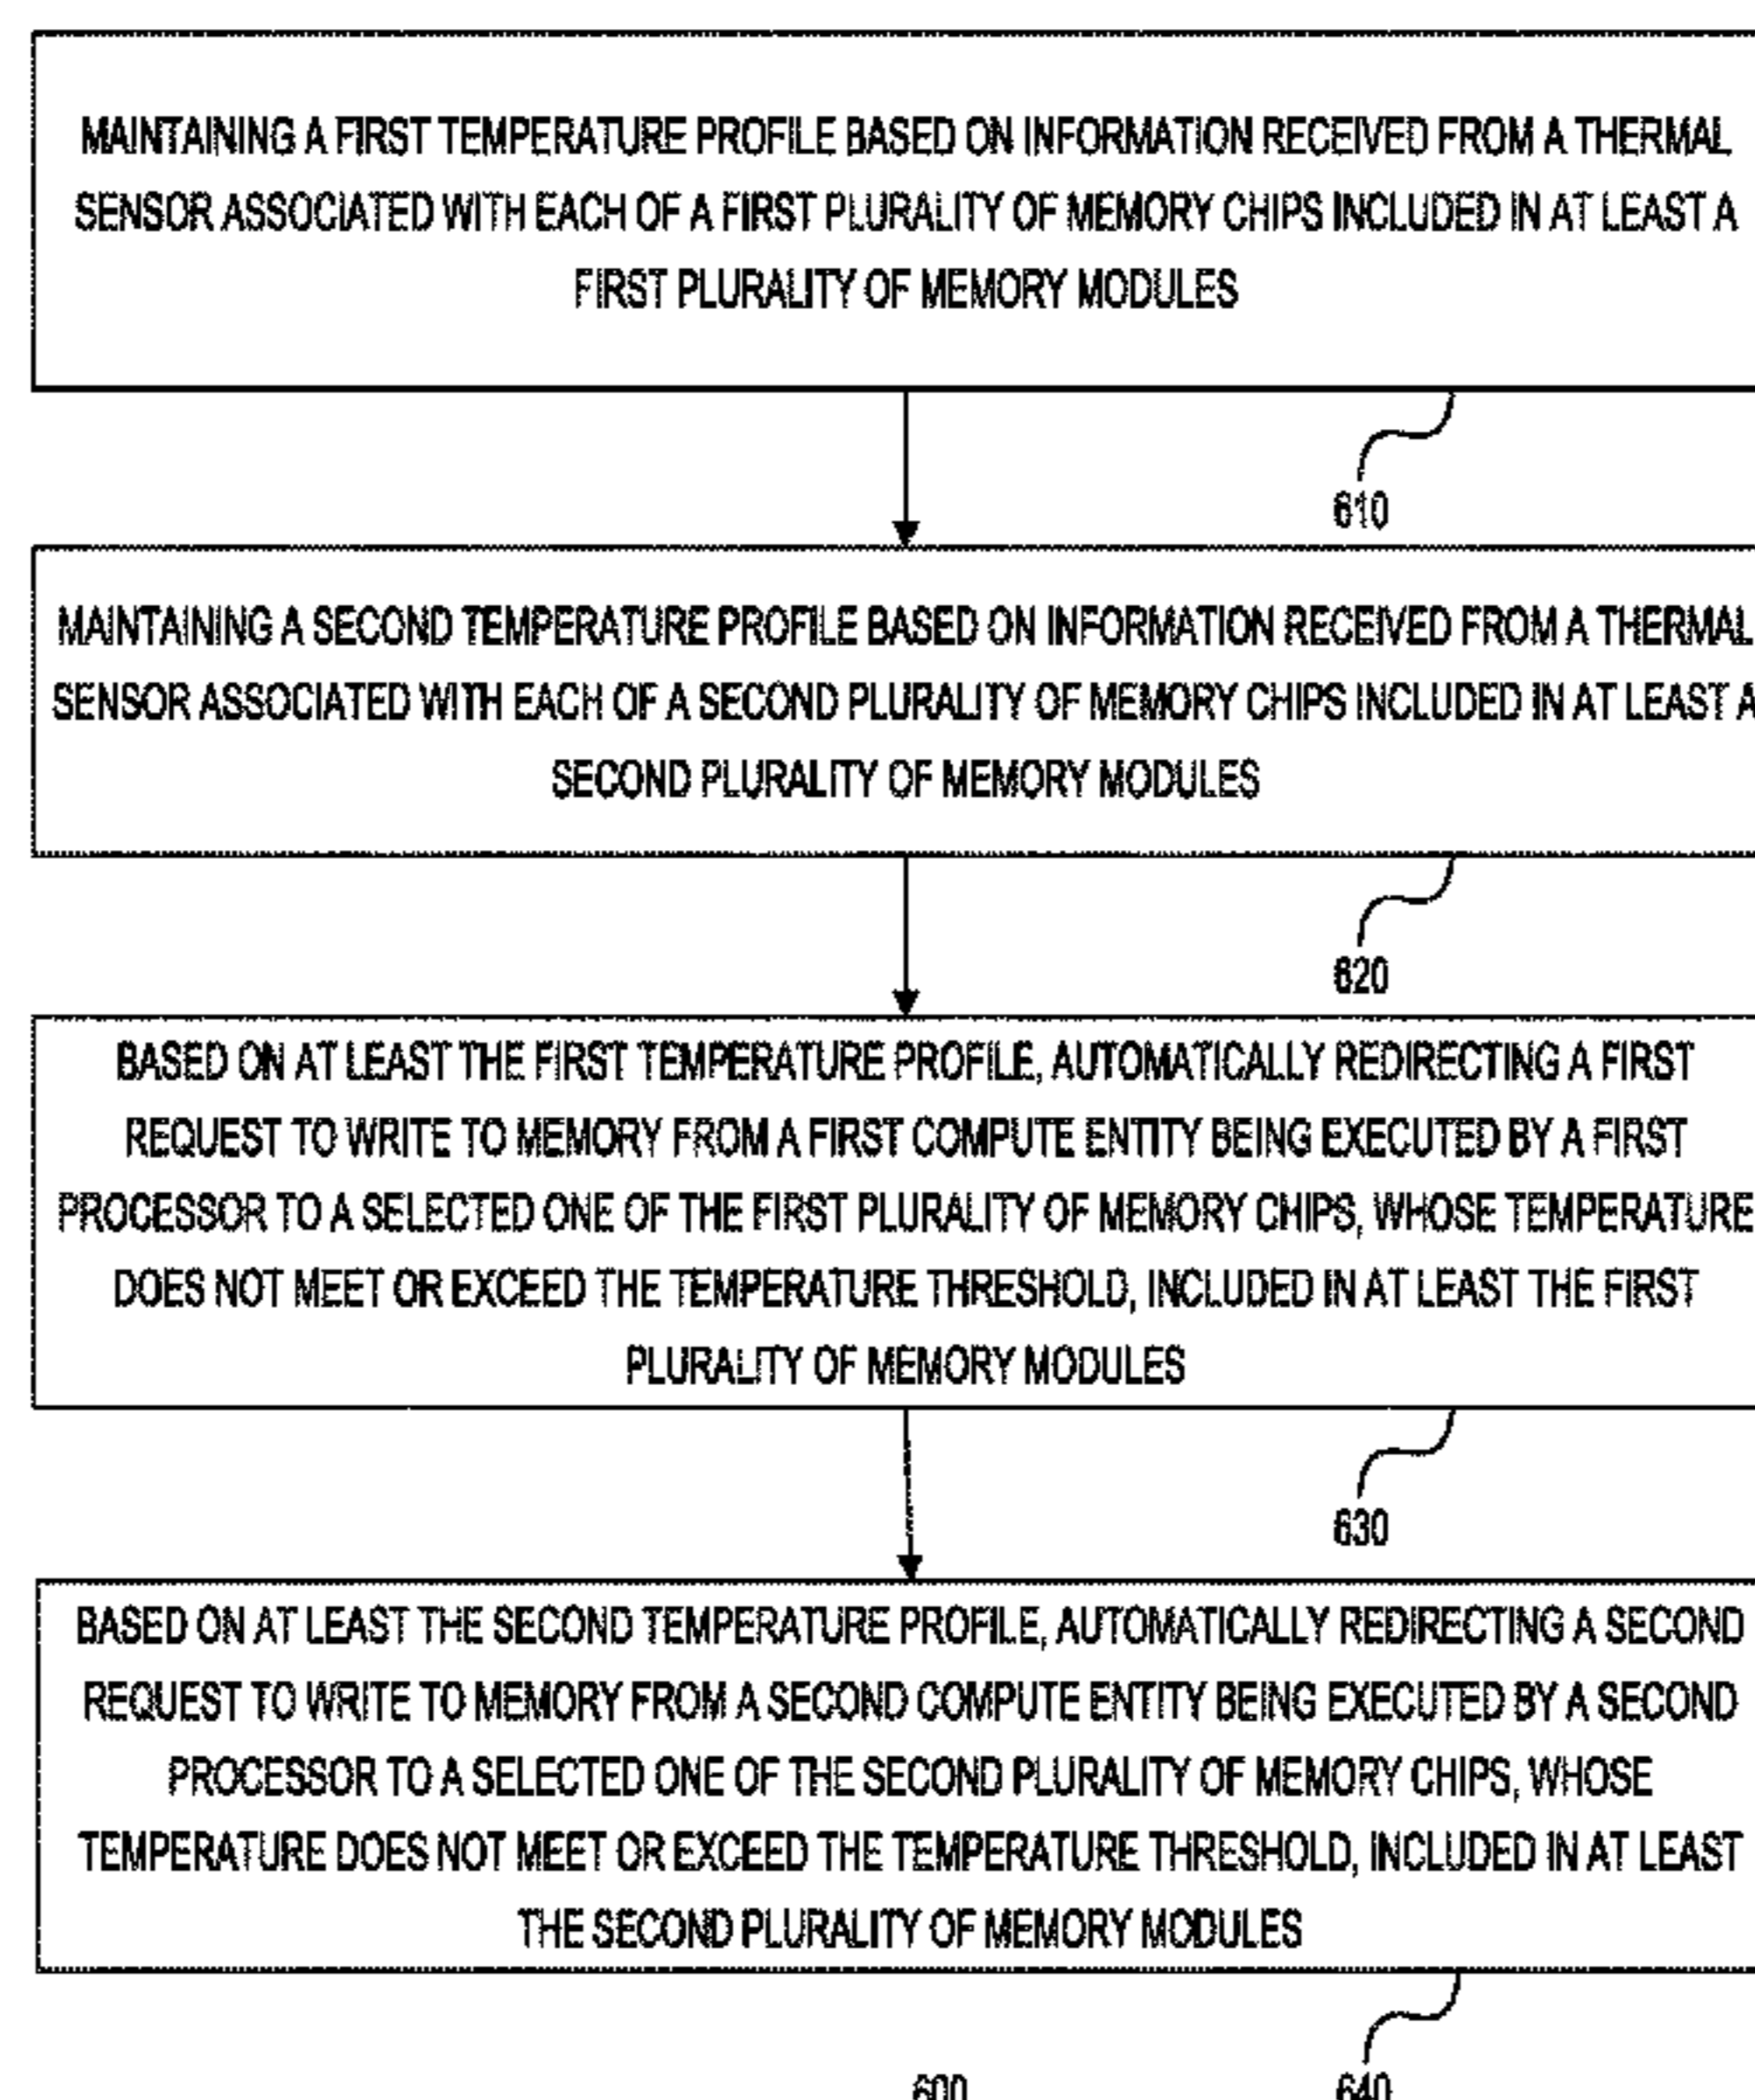 MAINTAINING A FIRST TEMPERATURE PROFILE BASED ON INFORMATION RECEIVED FROM A THERMAL
SENSOR ASSOCIATED WITH EACH OF A FIRST PLURALITY OF MEMORY CHIPS INCLUDED IN AT LEAST A
FIRST PLURALITY OF MEMORY MODULES
610
MAINTAINING A SECOND TEMPERATURE PROFILE BASED ON INFORMATION RECEIVED FROM A THERMAL
SENSOR ASSOCIATED WITH EACH OF A SECOND PLURALITY OF MEMORY CHIPS INCLUDED IN AT LEAST A
SECOND PLURALITY OF MEMORY MODULES
620
BASED ON AT LEAST THE FIRST TEMPERATURE PROFILE, AUTOMATICALLY REDIRECTING A FIRST
REQUEST TO WRITE TO MEMORY FROM A FIRST COMPUTE ENTITY BEING EXECUTED BY A FIRST
PROCESSOR TO A SELECTED ONE OF THE FIRST PLURALITY OF MEMORY CHIPS, WHOSE TEMPERATURE
DOES NOT MEET OR EXCEED THE TEMPERATURE THRESHOLD, INCLUDED IN AT LEAST THE FIRST
PLURALITY OF MEMORY MODULES
630
BASED ON AT LEAST THE SECOND TEMPERATURE PROFILE, AUTOMATICALLY REDIRECTING A SECOND
REQUEST TO WRITE TO MEMORY FROM A SECOND COMPUTE ENTITY BEING EXECUTED BY A SECOND
PROCESSOR TO A SELECTED ONE OF THE SECOND PLURALITY OF MEMORY CHIPS, WHOSE
TEMPERATURE DOES NOT MEET OR EXCEED THE TEMPERATURE THRESHOLD, INCLUDED IN AT LEAST
THE SECOND PLURALITY OF MEMORY MODULES
600
640